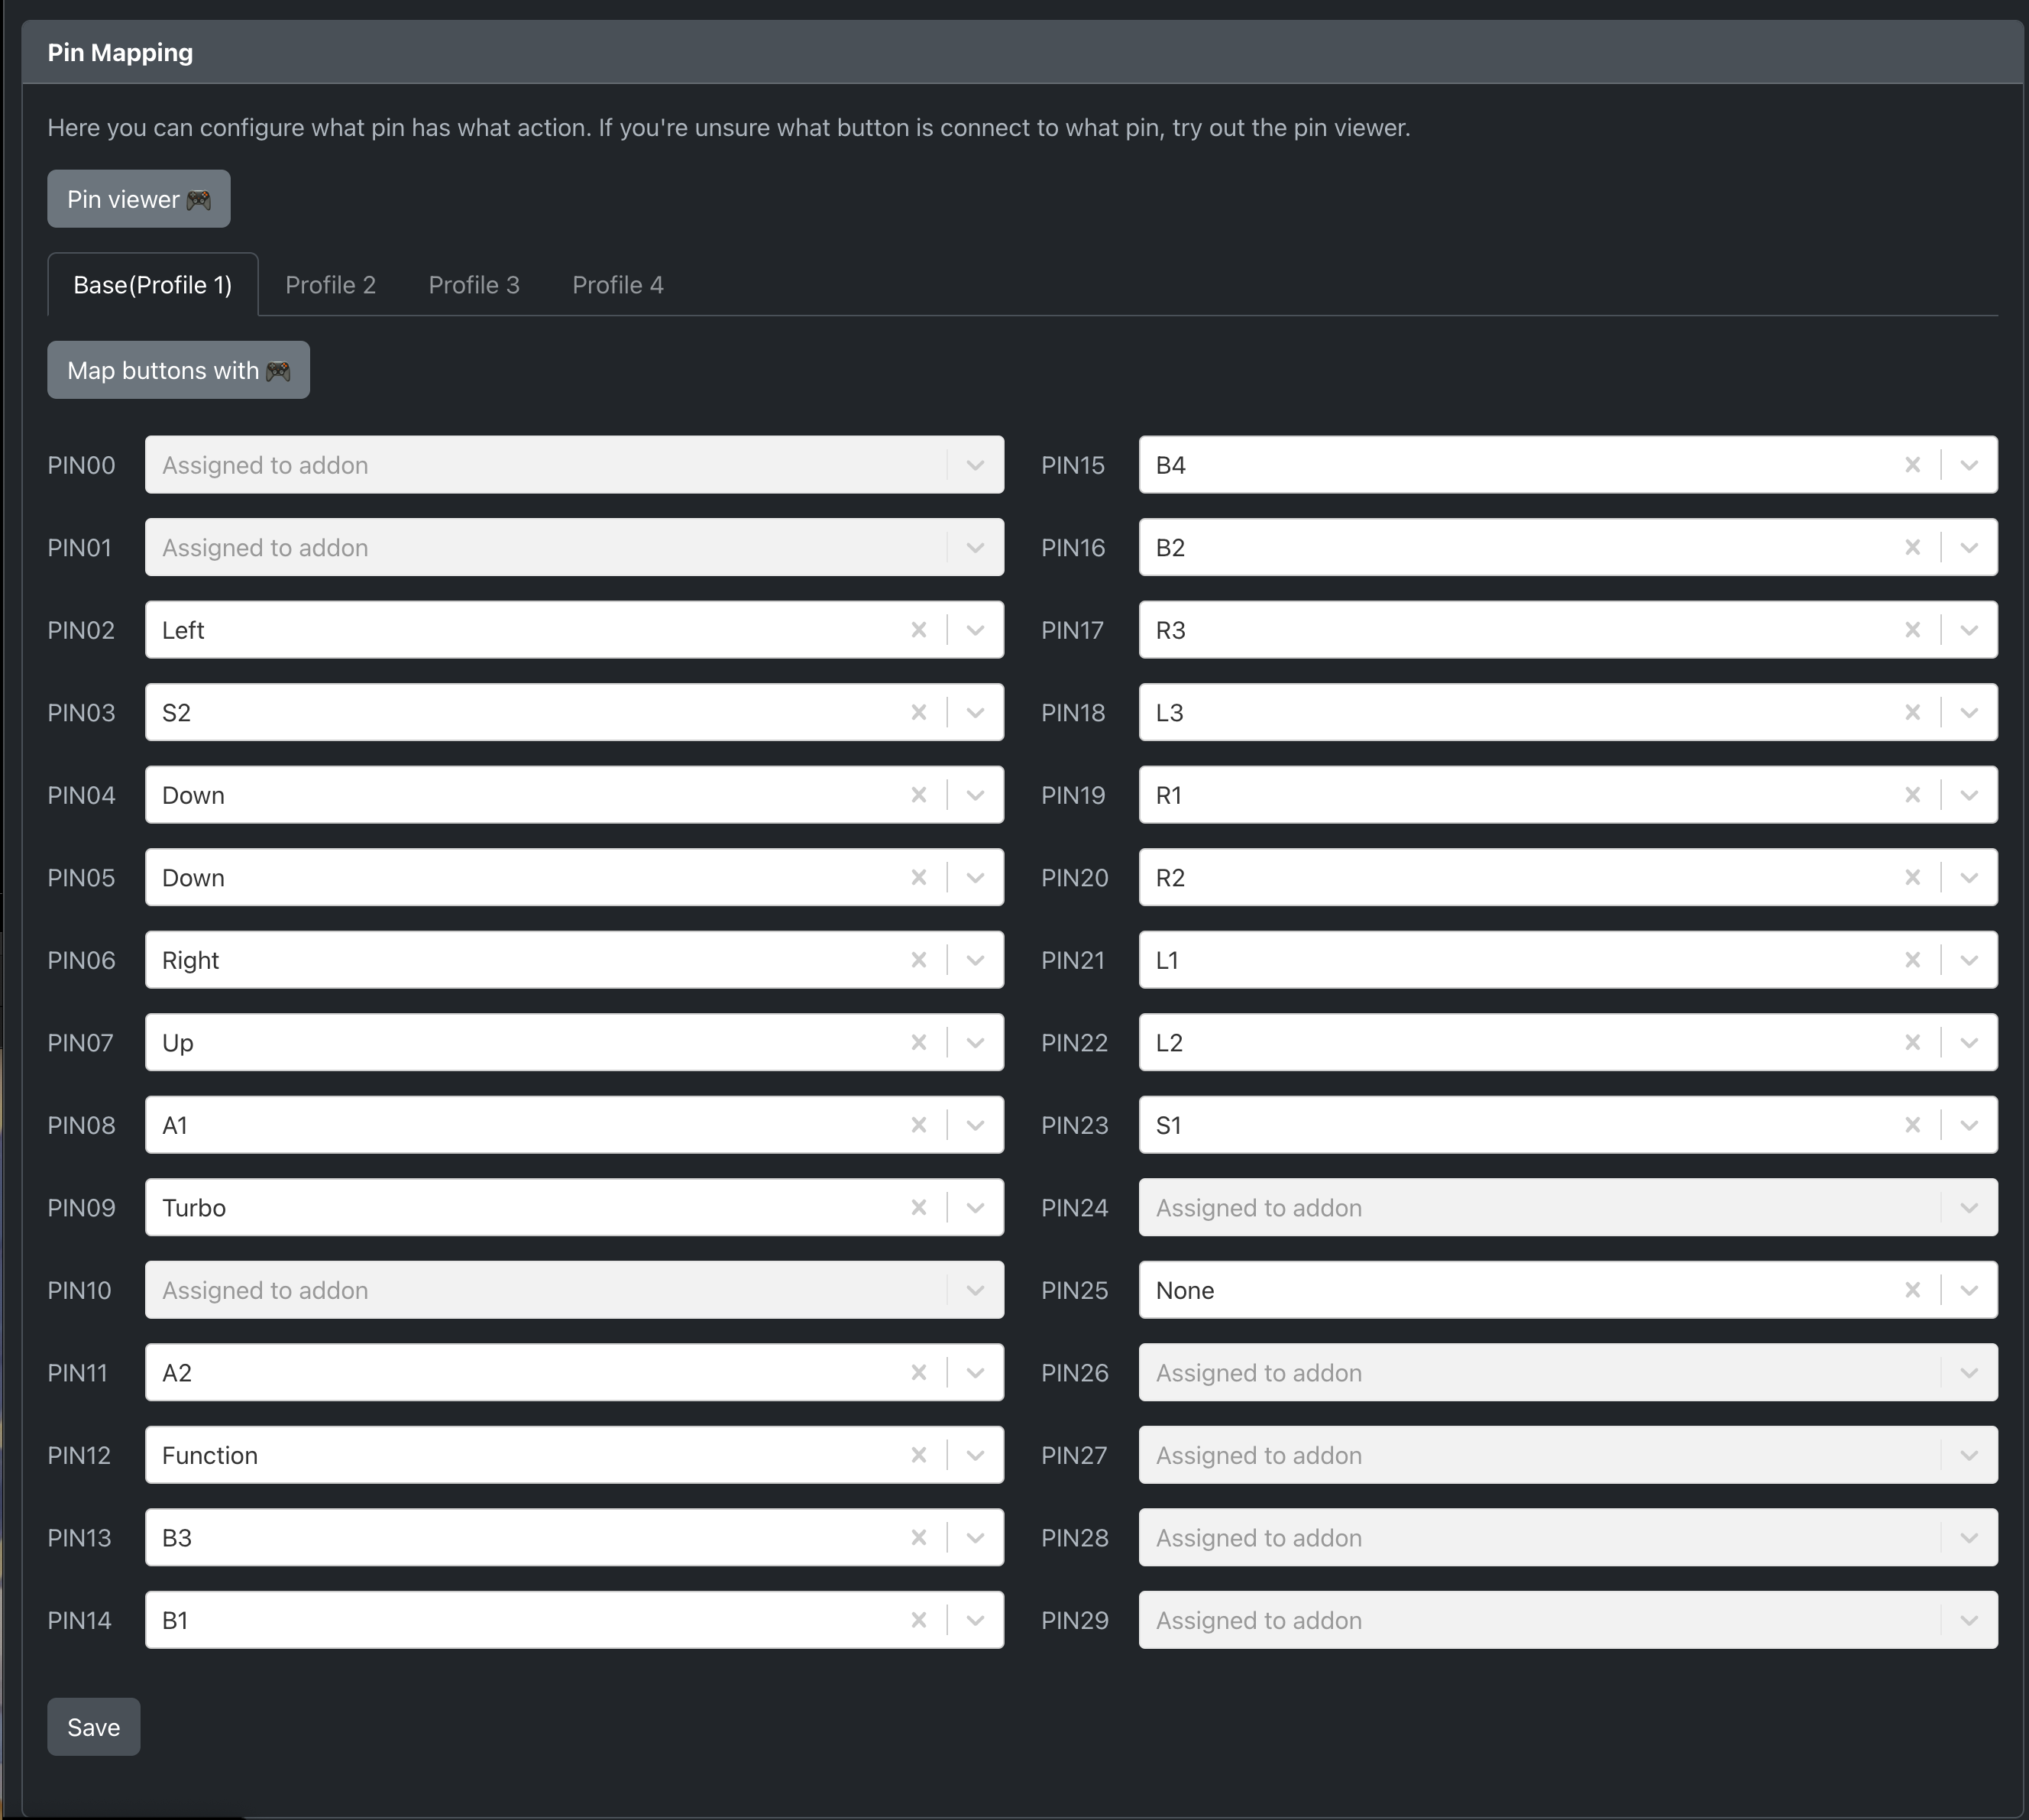 Pin Mapping
Here you can configure what pin has what action. If you're unsure what button is connect to what pin, try out the pin viewer.
Pin viewer 🎮
Base(Profile 1) Profile 2 Profile 3 Profile 4
Map buttons with 🎮
PIN00 Assigned to addon PIN15 B4
PIN01 Assigned to addon PIN16 B2
PIN02 Left PIN17 R3
PIN03 S2 PIN18 L3
PIN04 Down PIN19 R1
PIN05 Down PIN20 R2
PIN06 Right PIN21 L1
PIN07 Up PIN22 L2
PIN08 A1 PIN23 S1
PIN09 Turbo PIN24 Assigned to addon
PIN10 Assigned to addon PIN25 None
PIN11 A2 PIN26 Assigned to addon
PIN12 Function PIN27 Assigned to addon
PIN13 B3 PIN28 Assigned to addon
PIN14 B1 PIN29 Assigned to addon
Save